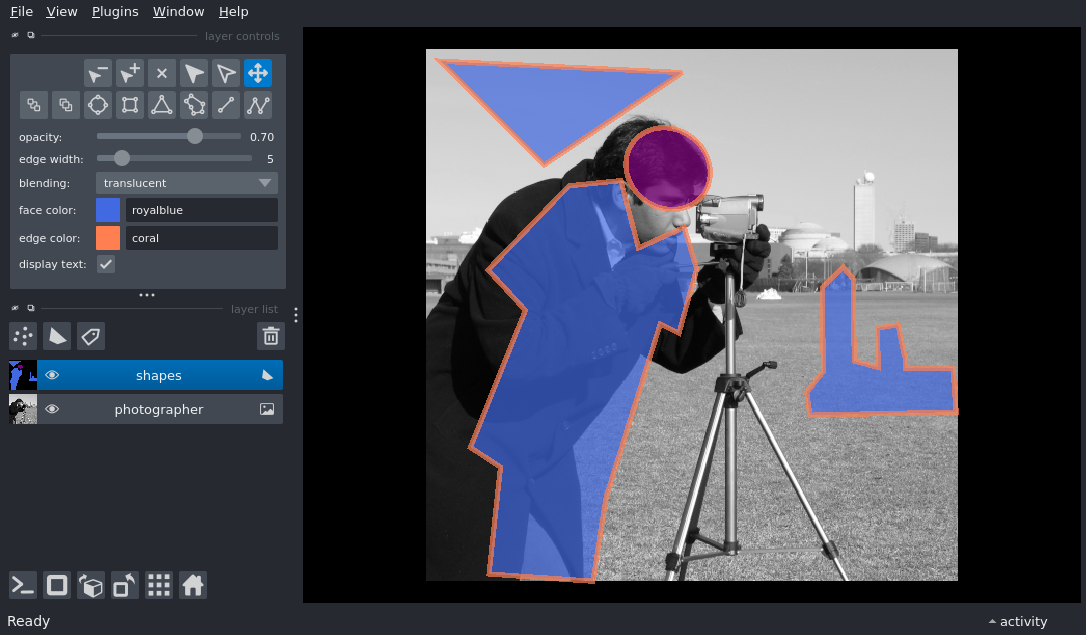 File View Plugins Window Help
layer controls
opacity: 0.70
edge width: 5
blending: translucent
face color: royalblue
edge color: coral
display text:
layer list
shapes
photographer
Ready
activity